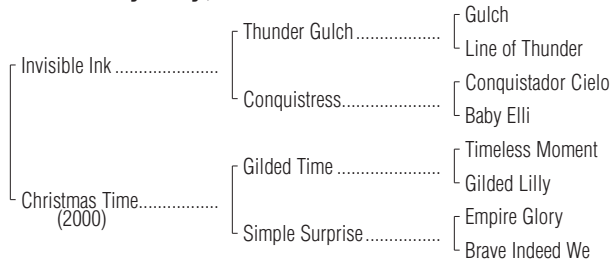 Gulch
Thunder Gulch..................
Line of Thunder
Invisible Ink ......................
Conquistador Cielo
Conquistress.....................
Baby Elli
Timeless Moment
Gilded Time ......................
Gilded Lilly
Christmas Time.................
(2000)
Empire Glory
Simple Surprise................
Brave Indeed We